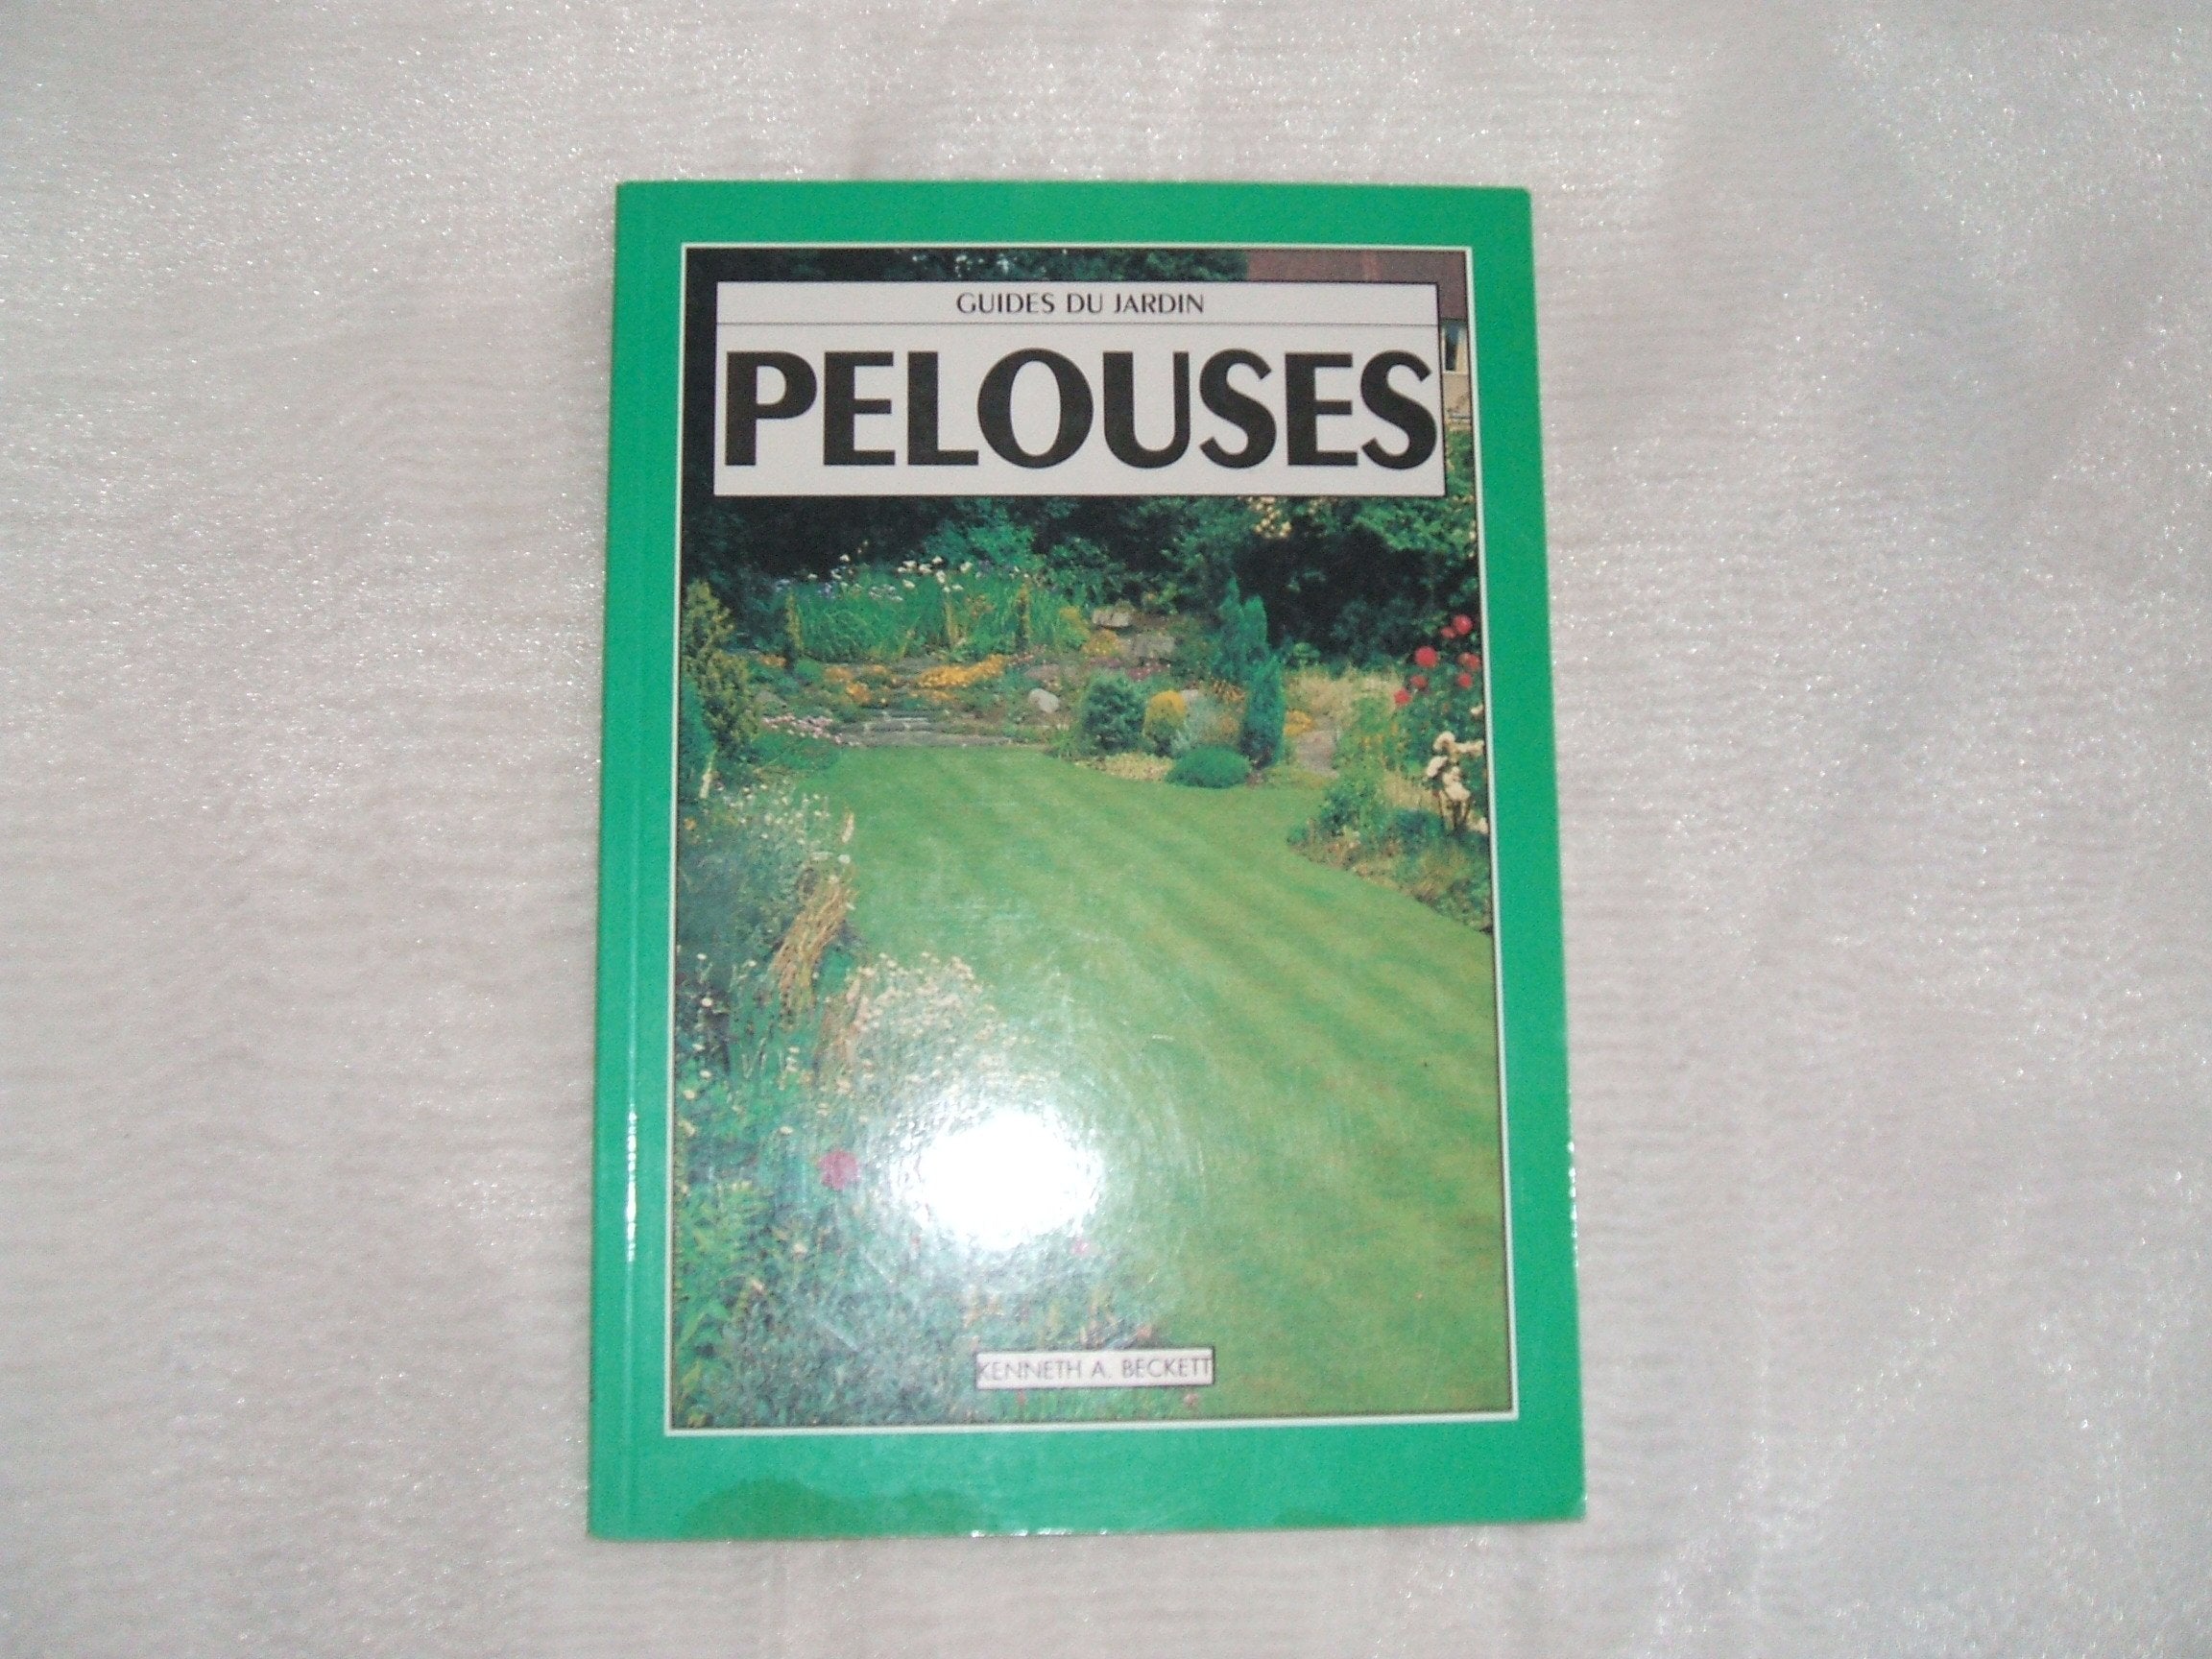 GUIDES DU JARDIN
PELOUSES
KENNETH A. BECKETT